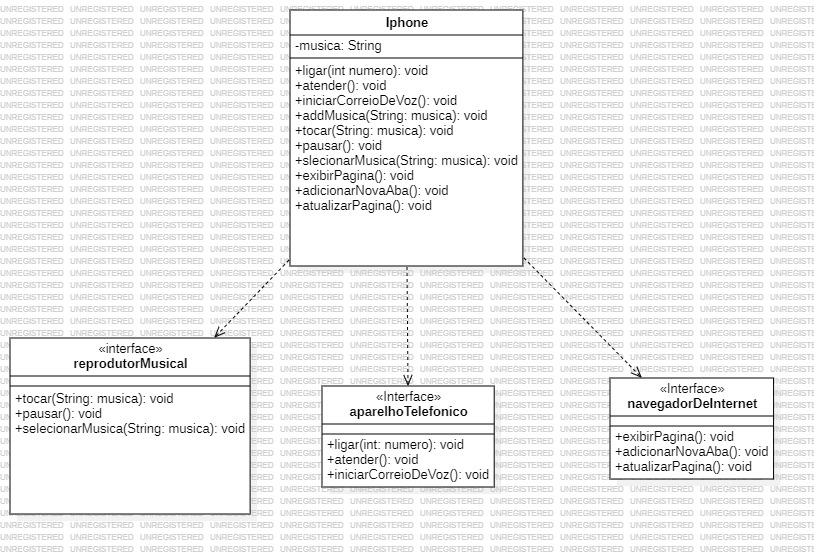 Iphone
-musica: String
+ligar(int numero): void
+atender(): void
+iniciarCorreioDeVoz(): void
+addMusica(String: musica): void
+tocar(String: musica): void
+pausar(): void
+slecionarMusica(String: musica): void
+exibirPagina(): void
+adicionarNovaAba(): void
+atualizarPagina(): void
«interface»
reprodutorMusical
+tocar(String: musica): void
+pausar(): void
+selecionarMusica(String: musica): void
«Interface»
aparelhoTelefonico
+ligar(int: numero): void
+atender(): void
+iniciarCorreioDeVoz(): void
«Interface»
navegadorDeInternet
+exibirPagina(): void
+adicionarNovaAba(): void
+atualizarPagina(): void
UNREGISTERED